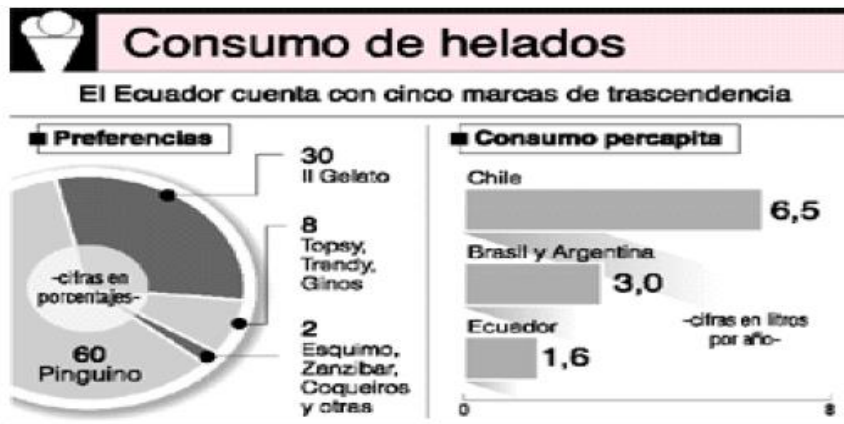 Consumo de helados
El Ecuador cuenta con cinco marcas de trascendencia
Preferencias
30
Il Gelato
8
Topsy,
Trendy,
Ginos
2
Esquimo,
Zanzibar,
Coqueiros
y otras
-cifras en
porcentajes-
60
Pinguino
Consumo percapita
Chile
6,5
Brasil y Argentina
3,0
Ecuador
1,6
-cifras en litros
por año-
0 8